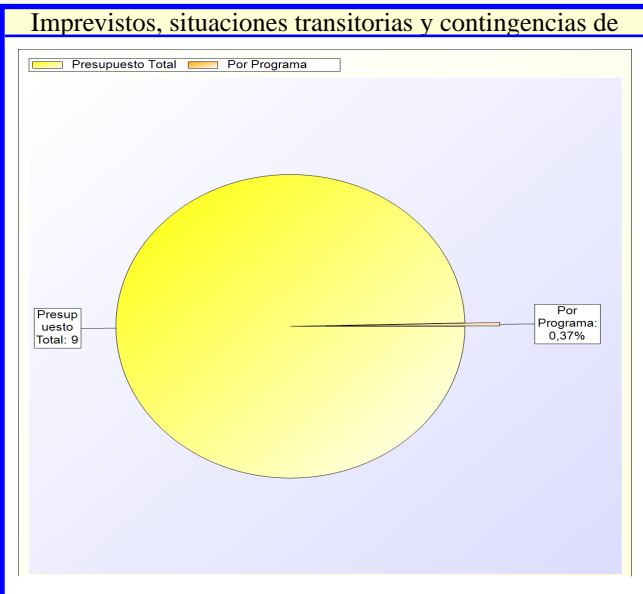 Imprevistos, situaciones transitorias y contingencias de
Presupuesto Total Por Programa
Presup
uesto
Total: 9
Por
Programa:
0,37%